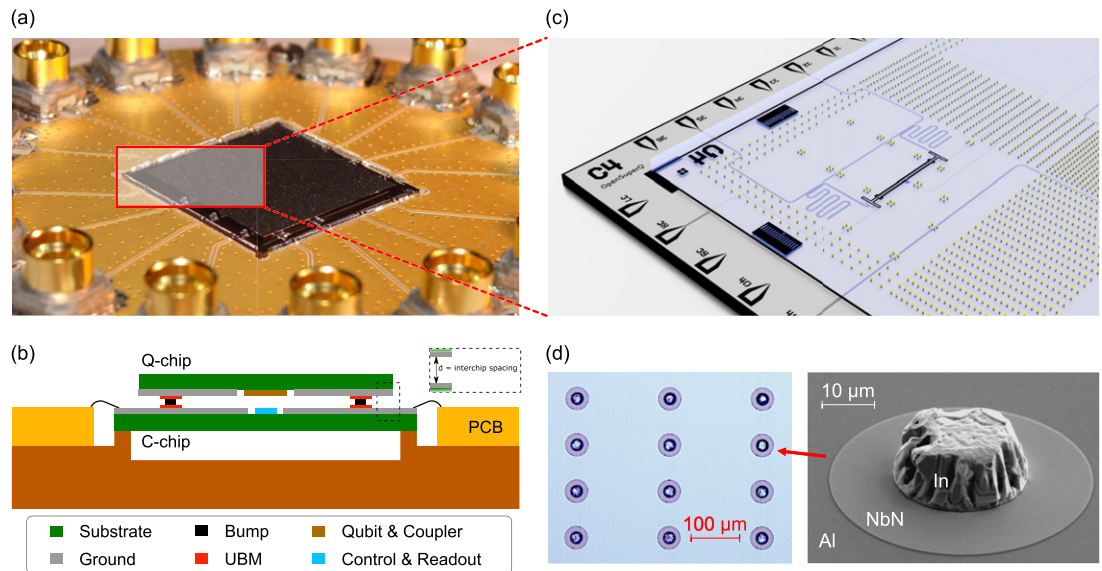 (a)
(c)
C4
OpenSuperQ
(b)
Q-chip
d = interchip spacing
C-chip
PCB
Substrate
Bump
Qubit & Coupler
Ground
UBM
Control & Readout
(d)
100 µm
10 µm
In
NbN
Al